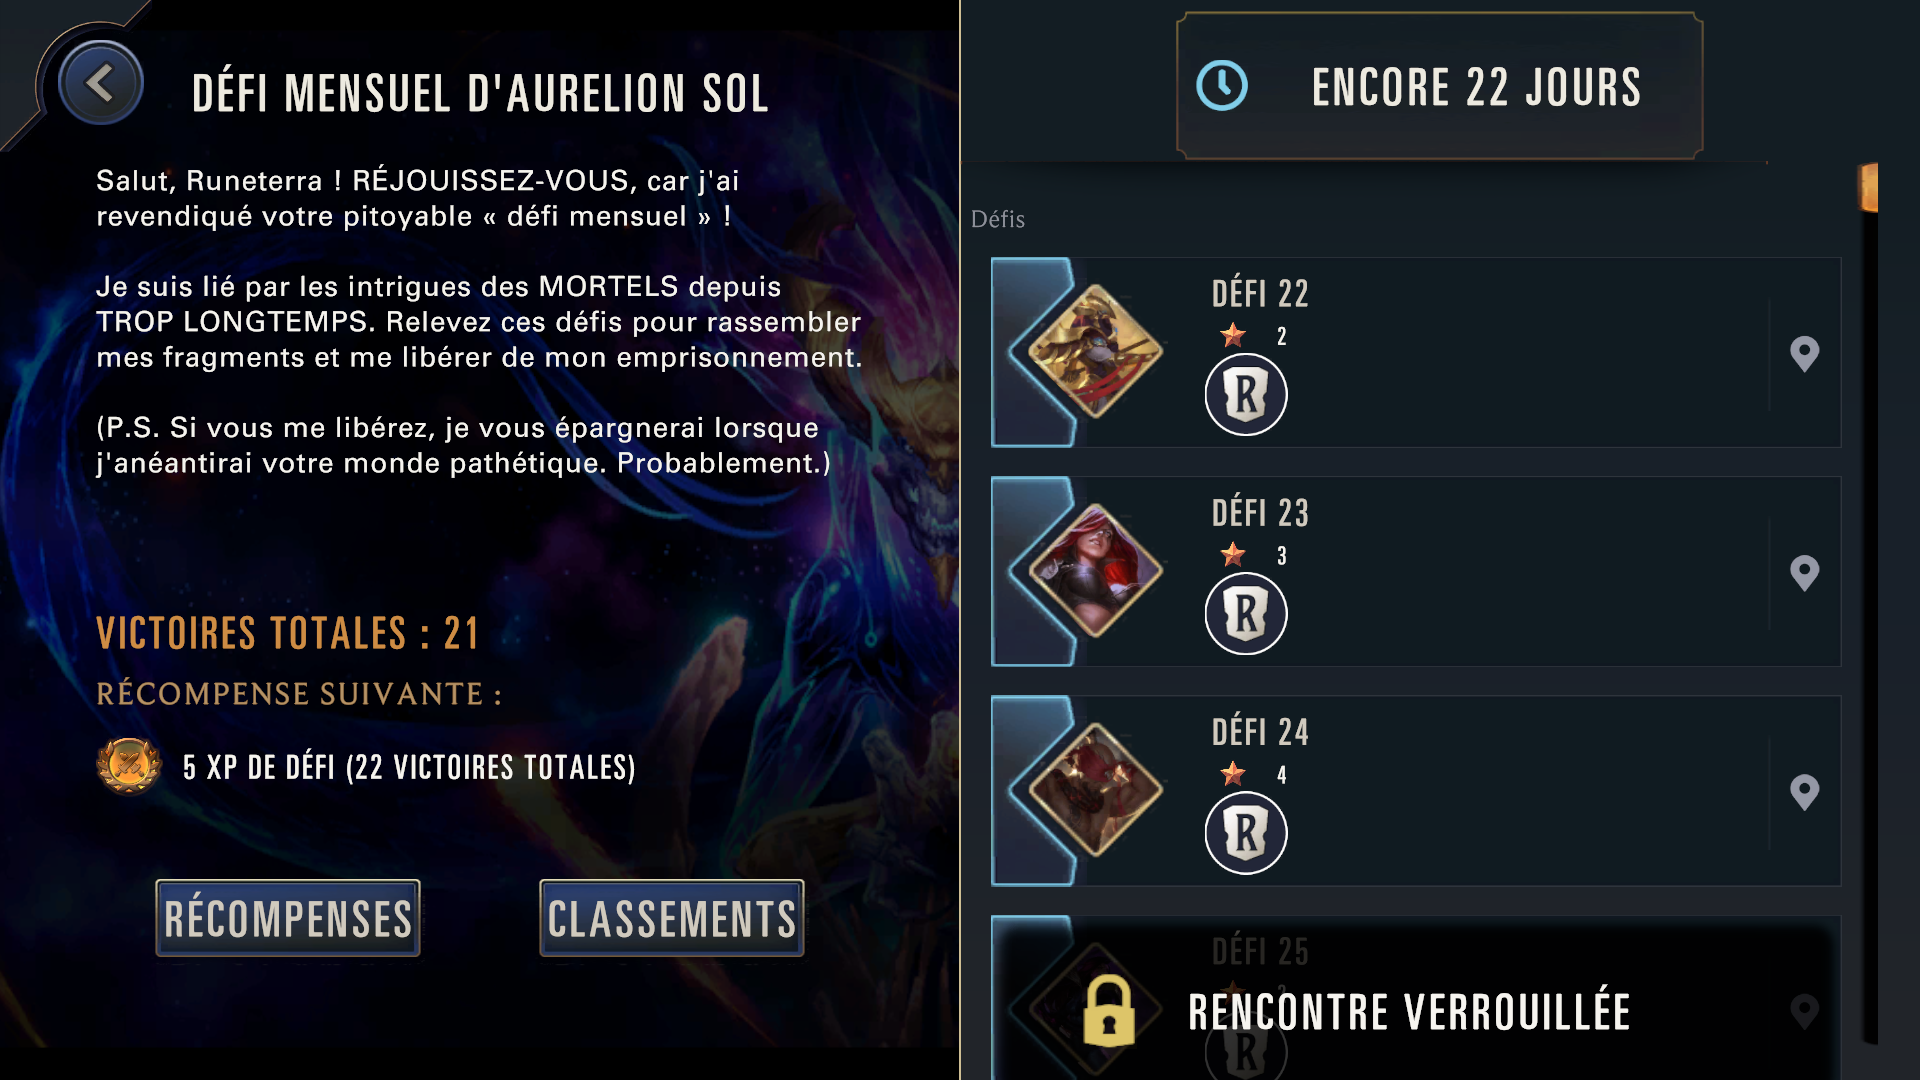 DÉFI MENSUEL D'AURELION SOL
Salut, Runeterra ! RÉJOUISSEZ-VOUS, car j'ai
revendiqué votre pitoyable « défi mensuel » !
Je suis lié par les intrigues des MORTELS depuis
TROP LONGTEMPS. Relevez ces défis pour rassembler
mes fragments et me libérer de mon emprisonnement.
(P.S. Si vous me libérez, je vous épargnerai lorsque
j'anéantirai votre monde pathétique. Probablement.)
VICTOIRES TOTALES : 21
RÉCOMPENSE SUIVANTE :
5 XP DE DÉFI (22 VICTOIRES TOTALES)
RÉCOMPENSES
CLASSEMENTS
ENCORE 22 JOURS
Défis
DÉFI 22
2
R
DÉFI 23
3
R
DÉFI 24
4
R
DÉFI 25
RENCONTRE VERROUILLÉE
R